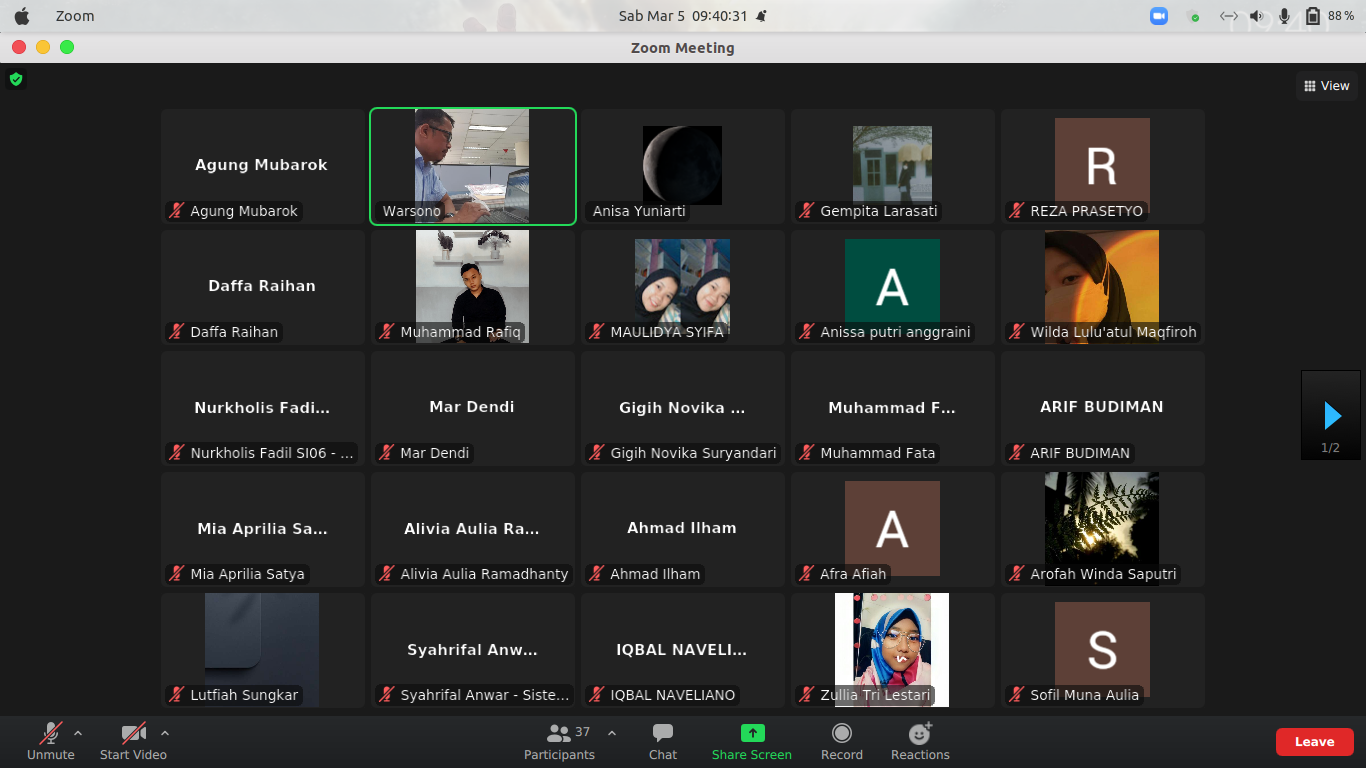 Zoom
Sab Mar 5 09:40:31
88 %
Zoom Meeting
View
Agung Mubarok
Agung Mubarok
Warsono
Anisa Yuniarti
Gempita Larasati
R
REZA PRASETYO
Daffa Raihan
Daffa Raihan
Muhammad Rafiq
MAULIDYA SYIFA
A
Anissa putri anggraini
Wilda Lulu'atul Maqfiroh
Nurkholis Fadi...
Nurkholis Fadil SI06 - ...
Mar Dendi
Mar Dendi
Gigih Novika ...
Gigih Novika Suryandari
Muhammad F...
Muhammad Fata
ARIF BUDIMAN
ARIF BUDIMAN
1/2
Mia Aprilia Sa...
Mia Aprilia Satya
Alivia Aulia Ra...
Alivia Aulia Ramadhanty
Ahmad Ilham
Ahmad Ilham
A
Afra Afiah
Arofah Winda Saputri
Lutfiah Sungkar
Syahrifal Anw...
Syahrifal Anwar - Siste...
IQBAL NAVELI...
IQBAL NAVELIANO
Zullia Tri Lestari
S
Sofil Muna Aulia
Unmute
Start Video
Participants
37
Chat
Share Screen
Record
Reactions
Leave